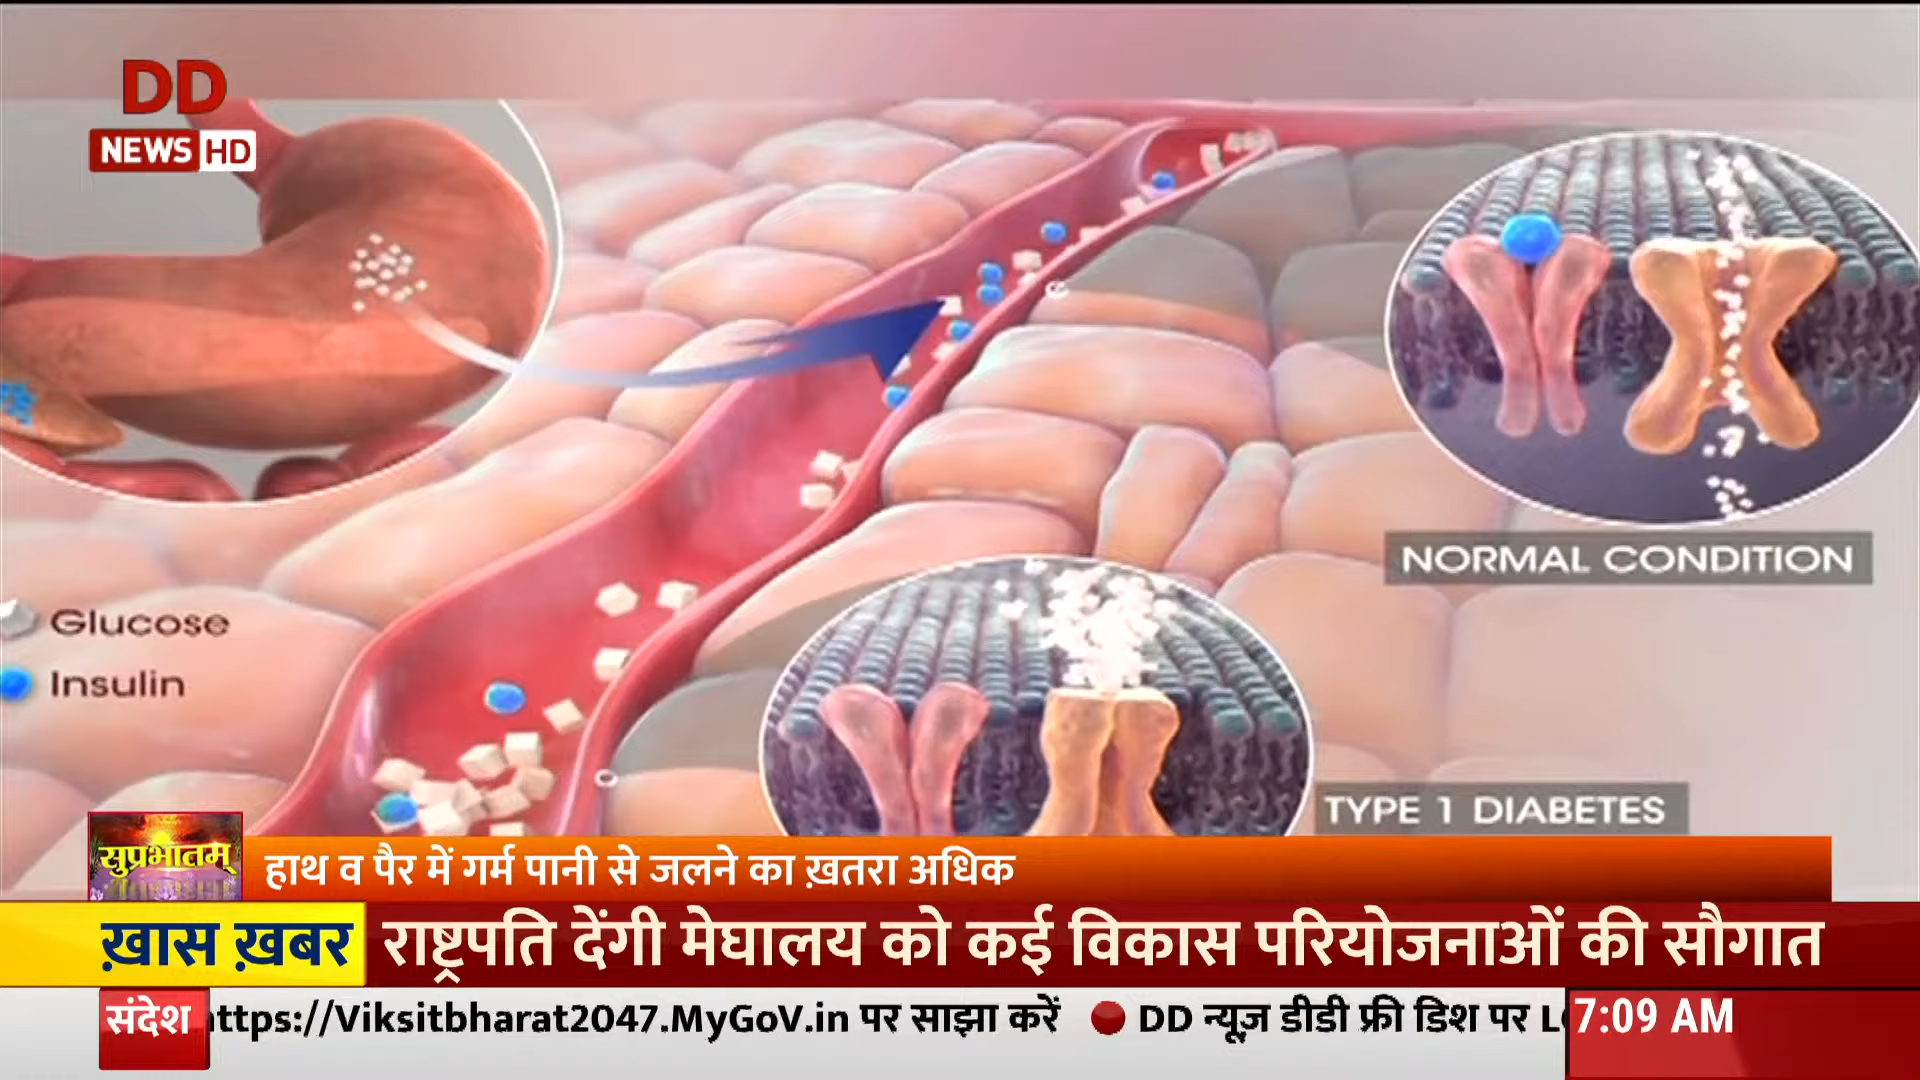 DD
NEWS HD
NORMAL CONDITION
Glucose
Insulin
TYPE 1 DIABETES
सुप्रभातम्
हाथ व पैर में गर्म पानी से जलने का ख़तरा अधिक
ख़ास ख़बर
राष्ट्रपति देंगी मेघालय को कई विकास परियोजनाओं की सौगात
संदेश
ttps://Viksitbharat2047.MyGoV.in पर साझा करें
DD न्यूज़ डीडी फ्री डिश पर
7:09 AM